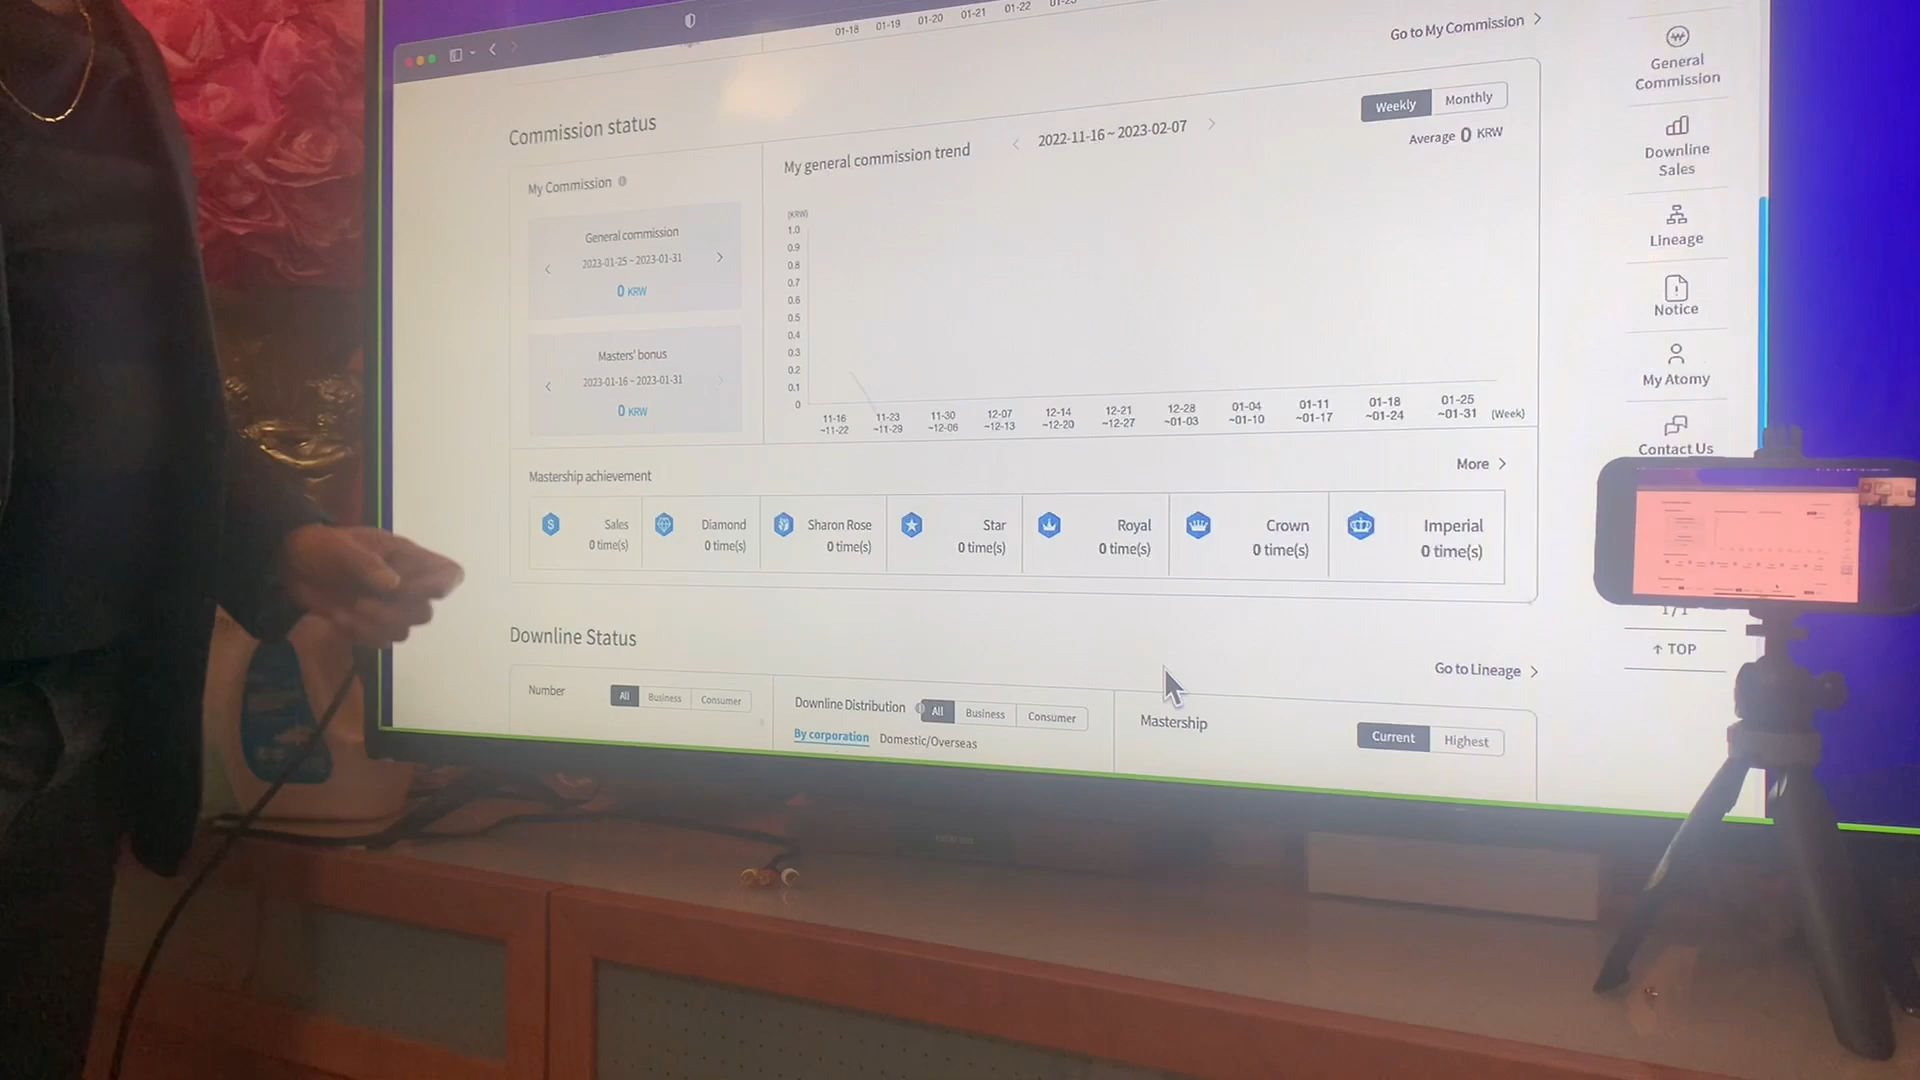 01-18 01-19 01-20 01-21 01-22
Go to My Commission >
Commission status
My Commission
General commission
< 2023-01-25 ~ 2023-01-31 >
0 KRW
Masters' bonus
< 2023-01-16 ~ 2023-01-31 >
0 KRW
My general commission trend
< 2022-11-16 ~ 2023-02-07 >
Weekly Monthly
Average 0 KRW
(KRW)
1.0
0.9
0.8
0.7
0.6
0.5
0.4
0.3
0.2
0.1
0
11-16 11-23 11-30 12-07 12-14 12-21 12-28 01-04 01-11 01-18 01-25
~11-22 ~11-29 ~12-06 ~12-13 ~12-20 ~12-27 ~01-03 ~01-10 ~01-17 ~01-24 ~01-31 (Week)
Mastership achievement
More >
Sales Diamond Sharon Rose Star Royal Crown Imperial
0 time(s) 0 time(s) 0 time(s) 0 time(s) 0 time(s) 0 time(s) 0 time(s)
Downline Status
Go to Lineage >
Number All Business Consumer
Downline Distribution All Business Consumer
By corporation Domestic/Overseas
Mastership
Current Highest
General
Commission
Downline
Sales
Lineage
Notice
My Atomy
Contact Us
1/1
↑ TOP